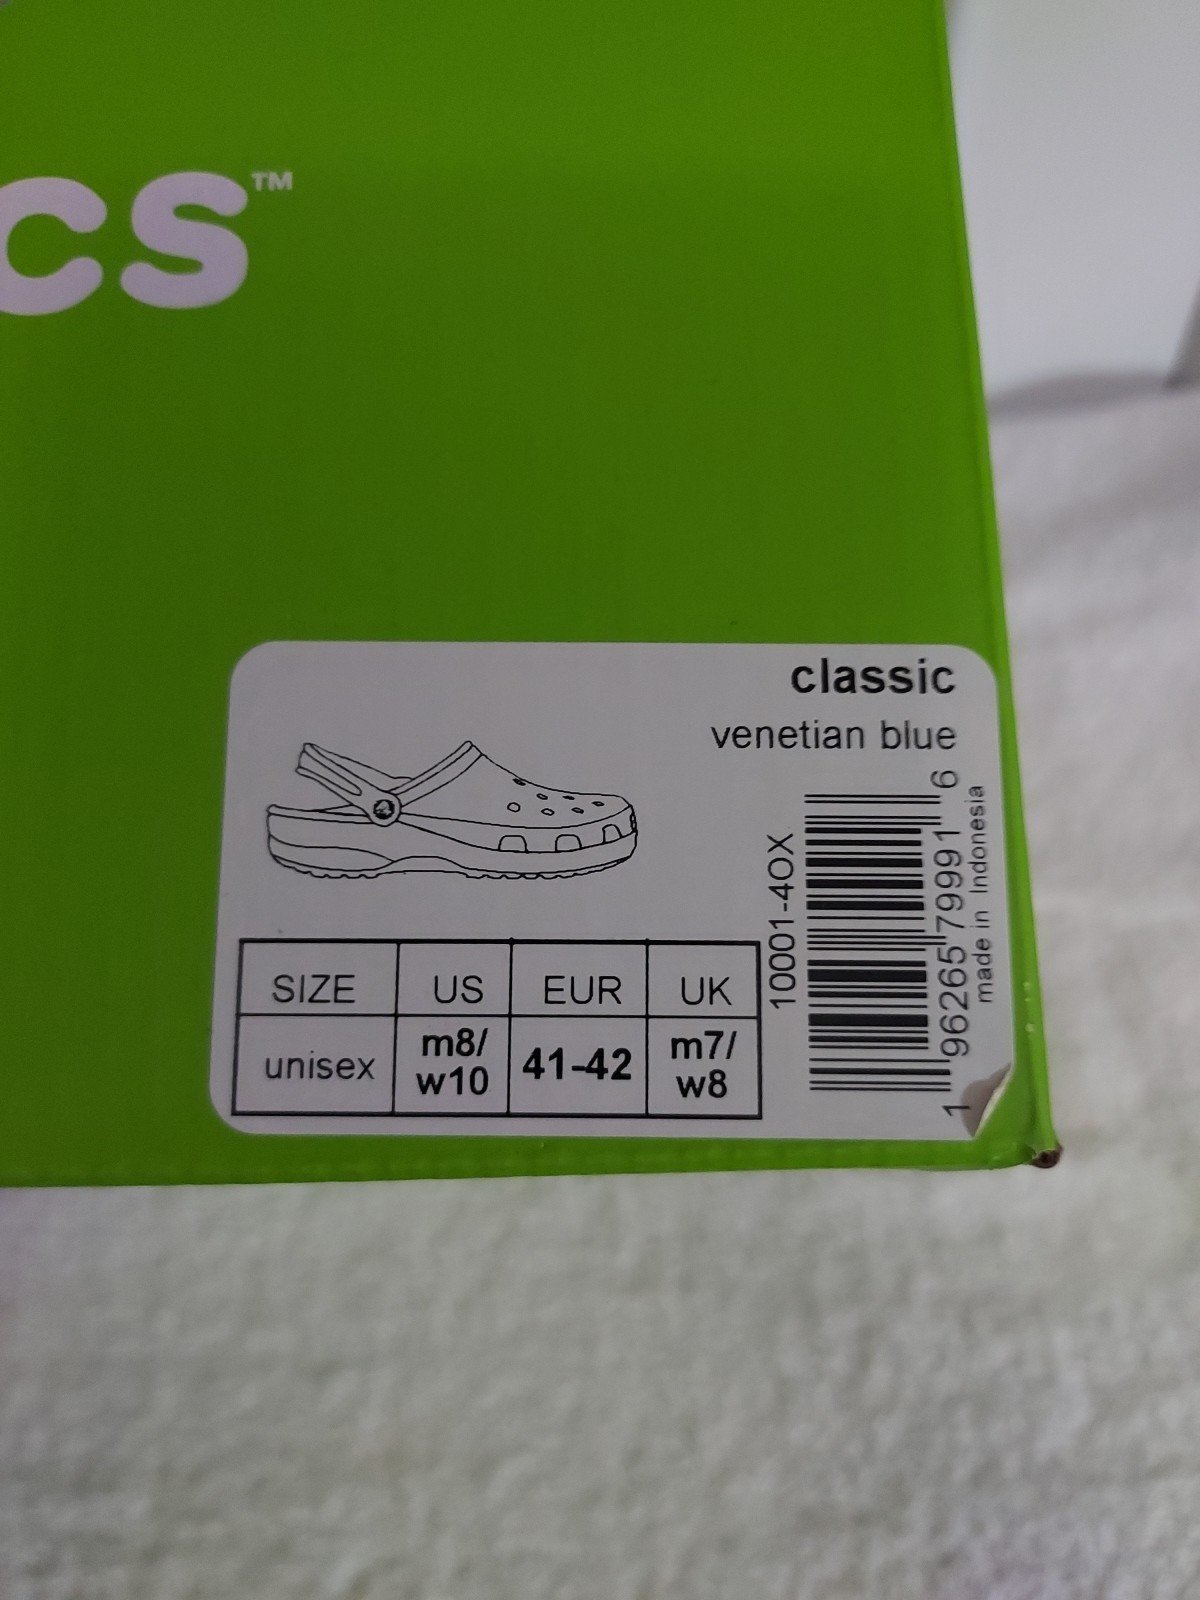 cs™
classic
venetian blue
SIZE US EUR UK
unisex m8/ w10 41-42 m7/ w8
10001-4OX
1 96265 79991 6
made in Indonesia